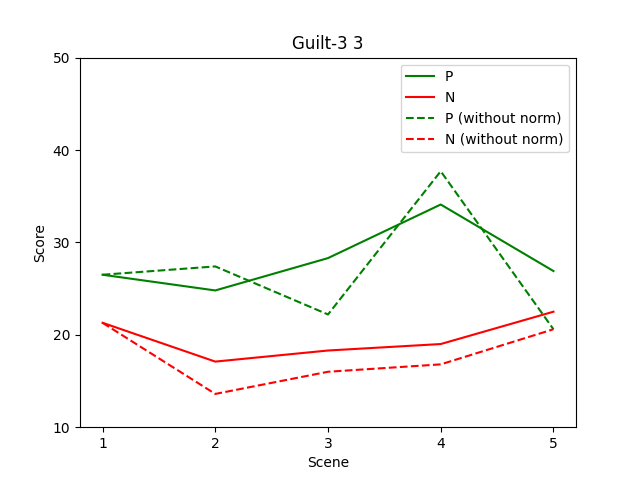 Guilt-3 3
50
40
30
20
10
Score
1 2 3 4 5
Scene
P
N
P (without norm)
N (without norm)